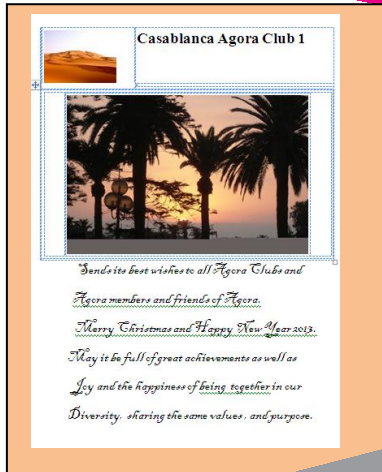 Casablanca Agora Club 1
Sends its best wishes to all Agora Clubs and
Agora members and friends of Agora.
Merry Christmas and Happy New Year 2013.
May it be full of great achievements as well as
Joy and the happiness of being together in our
Diversity, sharing the same values, and purpose.